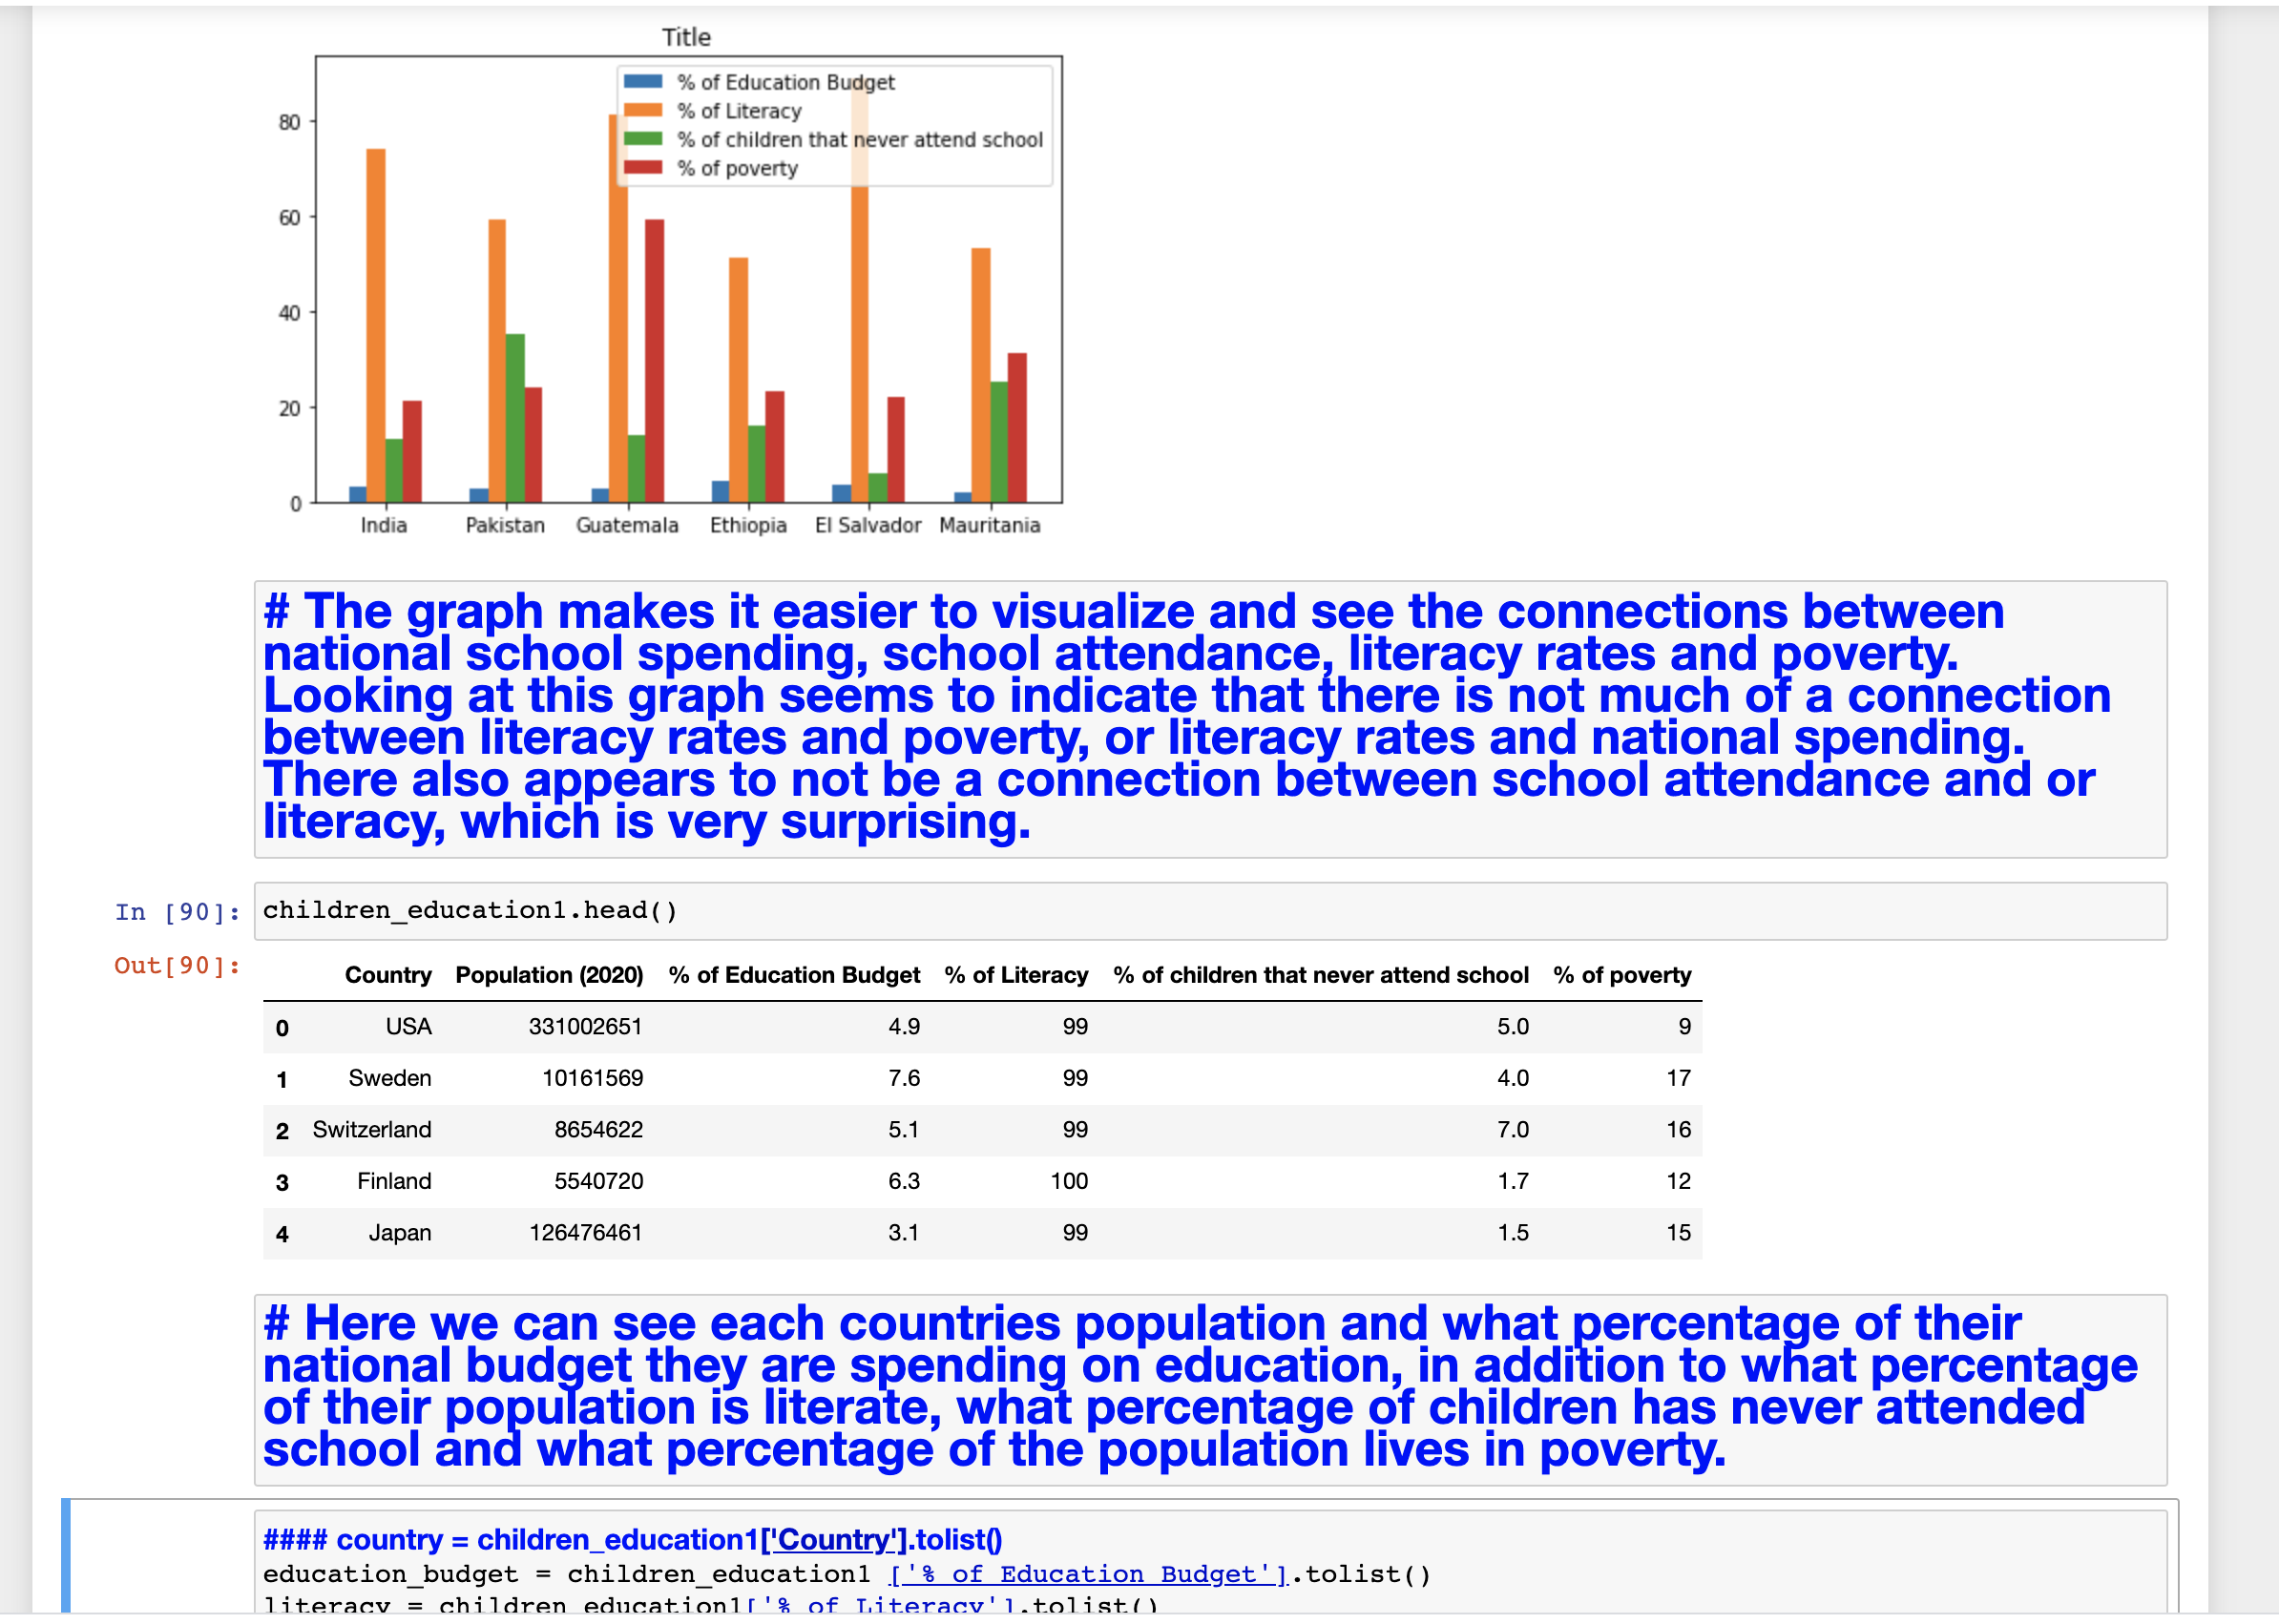 Title
% of Education Budget
% of Literacy
% of children that never attend school
% of poverty
80
60
40
20
0
India Pakistan Guatemala Ethiopia El Salvador Mauritania
# The graph makes it easier to visualize and see the connections between
national school spending, school attendance, literacy rates and poverty.
Looking at this graph seems to indicate that there is not much of a connection
between literacy rates and poverty, or literacy rates and national spending.
There also appears to not be a connection between school attendance and or
literacy, which is very surprising.
In [90]: children_education1.head()
Out[90]:
Country Population (2020) % of Education Budget % of Literacy % of children that never attend school % of poverty
0 USA 331002651 4.9 99 5.0 9
1 Sweden 10161569 7.6 99 4.0 17
2 Switzerland 8654622 5.1 99 7.0 16
3 Finland 5540720 6.3 100 1.7 12
4 Japan 126476461 3.1 99 1.5 15
# Here we can see each countries population and what percentage of their
national budget they are spending on education, in addition to what percentage
of their population is literate, what percentage of children has never attended
school and what percentage of the population lives in poverty.
#### country = children_education1['Country'].tolist()
education_budget = children_education1 ['% of Education Budget'].tolist()
literacy = children_education1['% of Literacy'].tolist()